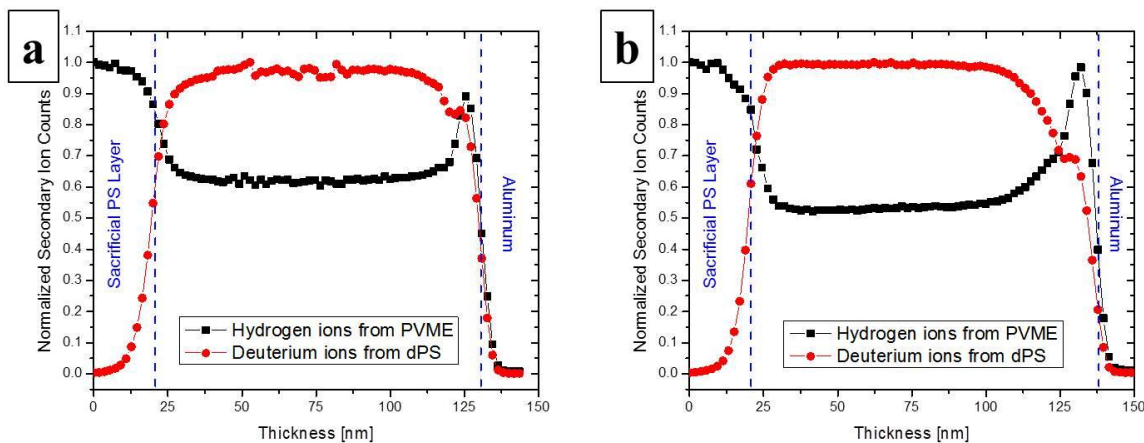 a
1.1
1.0
0.9
0.8
0.7
0.6
0.5
0.4
0.3
0.2
0.1
0.0
Normalized Secondary Ion Counts
Sacrificial PS Layer
Aluminum
Hydrogen ions from PVME
Deuterium ions from dPS
0 25 50 75 100 125 150
Thickness [nm]
b
1.1
1.0
0.9
0.8
0.7
0.6
0.5
0.4
0.3
0.2
0.1
0.0
Normalized Secondary Ion Counts
Sacrificial PS Layer
Aluminum
Hydrogen ions from PVME
Deuterium ions from dPS
0 25 50 75 100 125 150
Thickness [nm]